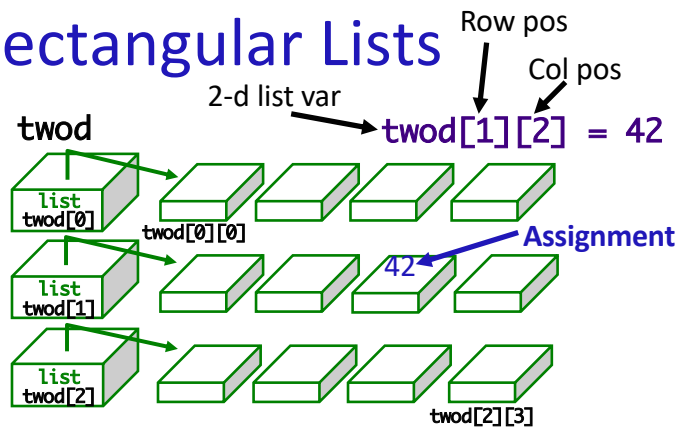 ectangular Lists
Row pos
Col pos
2-d list var
twod
twod[1][2] = 42
list
twod[0]
twod[0][0]
Assignment
42
list
twod[1]
list
twod[2]
twod[2][3]